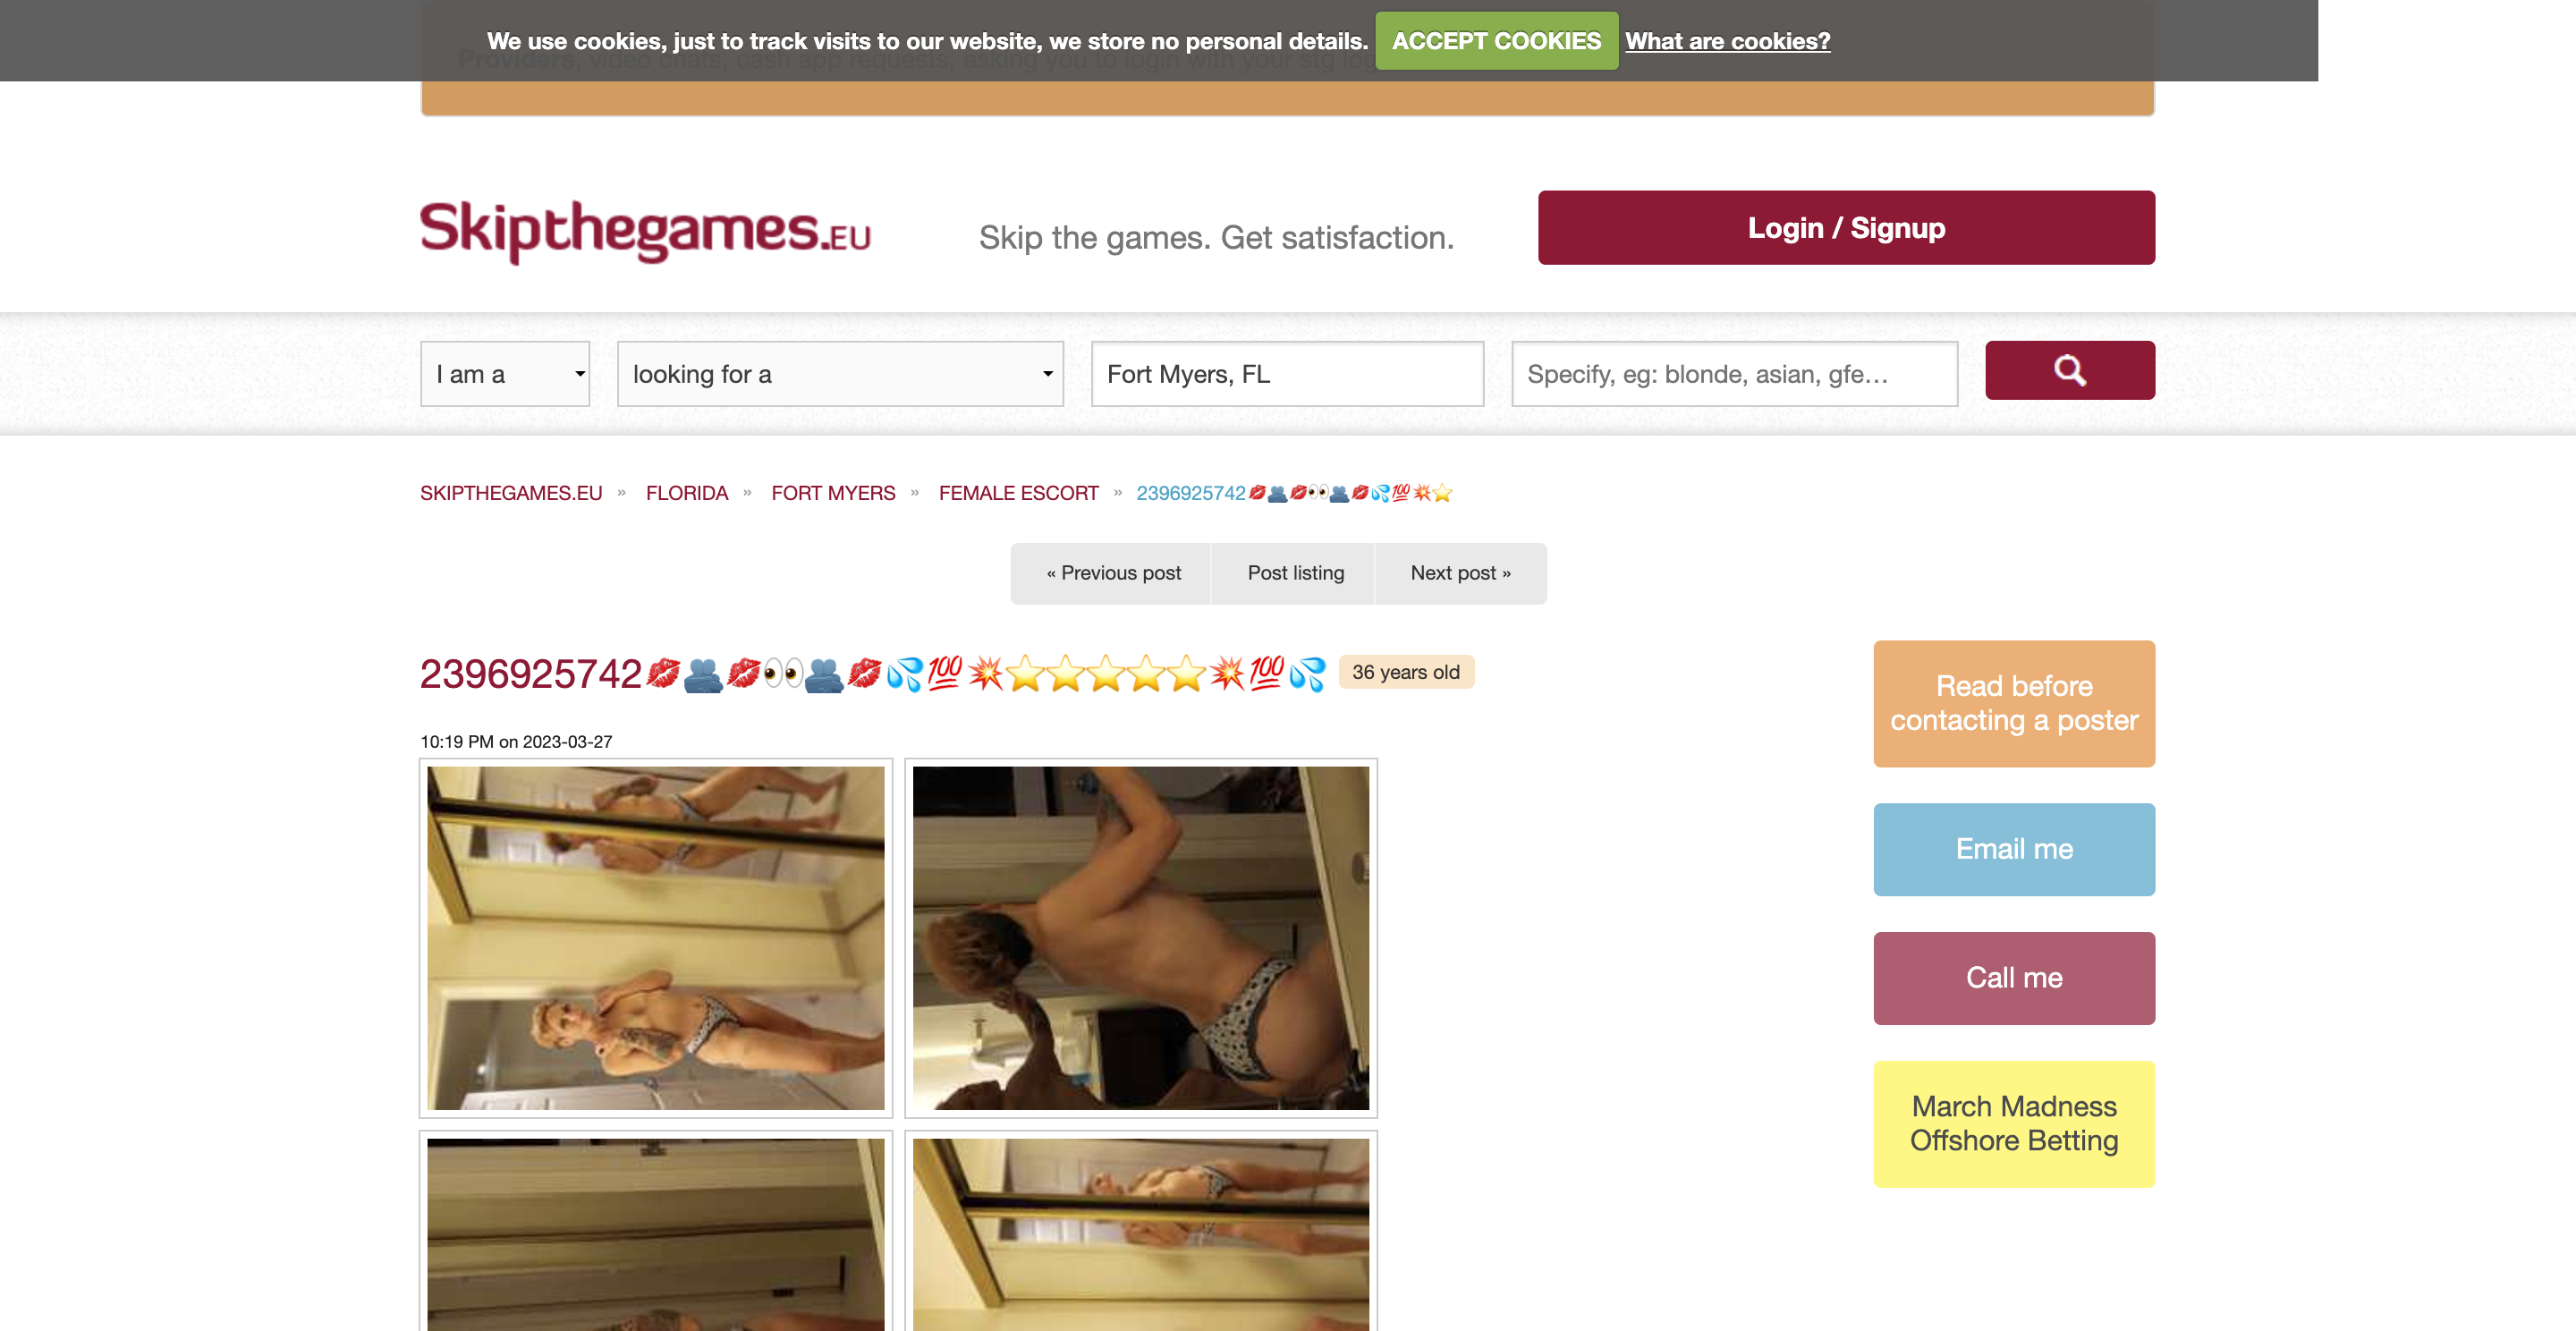 We use cookies, just to track visits to our website, we store no personal details. ACCEPT COOKIES What are cookies?
Providers, video chats, cash app requests, asking you to login with your stg log
Skipthegames.EU
Skip the games. Get satisfaction.
Login / Signup
I am a
looking for a
Fort Myers, FL
Specify, eg: blonde, asian, gfe…
SKIPTHEGAMES.EU » FLORIDA » FORT MYERS » FEMALE ESCORT » 2396925742💋🫂💋👀🫂💋💦💯💥⭐
« Previous post
Post listing
Next post »
2396925742💋🫂💋👀🫂💋💦💯💥⭐⭐⭐⭐⭐💥💯💦 36 years old
10:19 PM on 2023-03-27
Read before
contacting a poster
Email me
Call me
March Madness
Offshore Betting